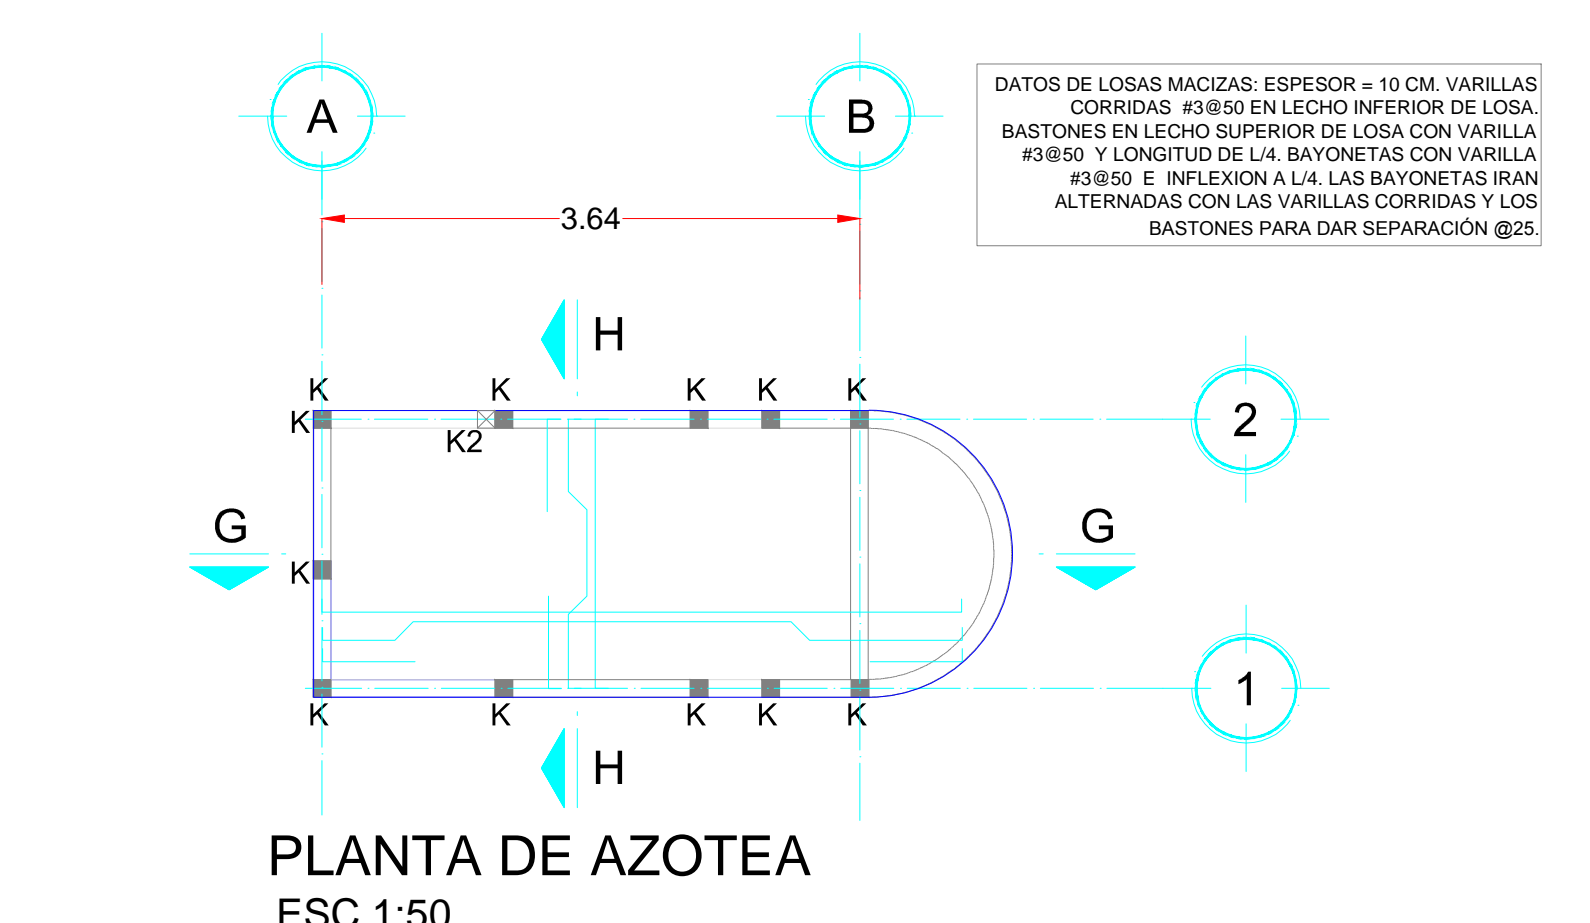 A
B
DATOS DE LOSAS MACIZAS: ESPESOR = 10 CM. VARILLAS
CORRIDAS #3@50 EN LECHO INFERIOR DE LOSA.
BASTONES EN LECHO SUPERIOR DE LOSA CON VARILLA
#3@50 Y LONGITUD DE L/4. BAYONETAS CON VARILLA
#3@50 E INFLEXION A L/4. LAS BAYONETAS IRAN
ALTERNADAS CON LAS VARILLAS CORRIDAS Y LOS
BASTONES PARA DAR SEPARACIÓN @25.
3.64
H
K K K K K
K
2
K2
G
G
K
1
K K K K K
H
PLANTA DE AZOTEA
ESC 1:50